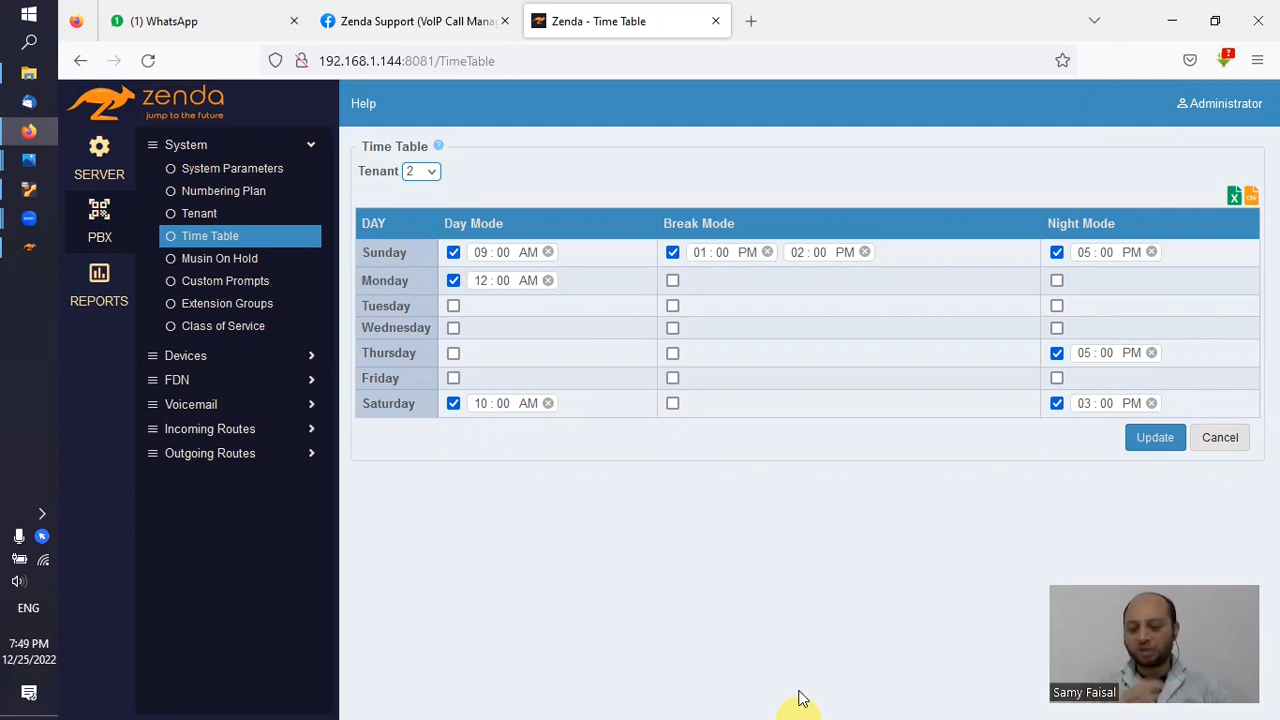 (1) WhatsApp
Zenda Support (VoIP Call Mana
Zenda - Time Table
192.168.1.144:8081/TimeTable
zenda
jump to the future
Help
Administrator
SERVER
PBX
REPORTS
System
System Parameters
Numbering Plan
Tenant
Time Table
Musin On Hold
Custom Prompts
Extension Groups
Class of Service
Devices
FDN
Voicemail
Incoming Routes
Outgoing Routes
Time Table ?
Tenant 2
DAY Day Mode Break Mode Night Mode
Sunday 09:00 AM 01:00 PM 02:00 PM 05:00 PM
Monday 12:00 AM
Tuesday
Wednesday
Thursday 05:00 PM
Friday
Saturday 10:00 AM 03:00 PM
Update Cancel
ENG
7:49 PM
12/25/2022
Samy Faisal